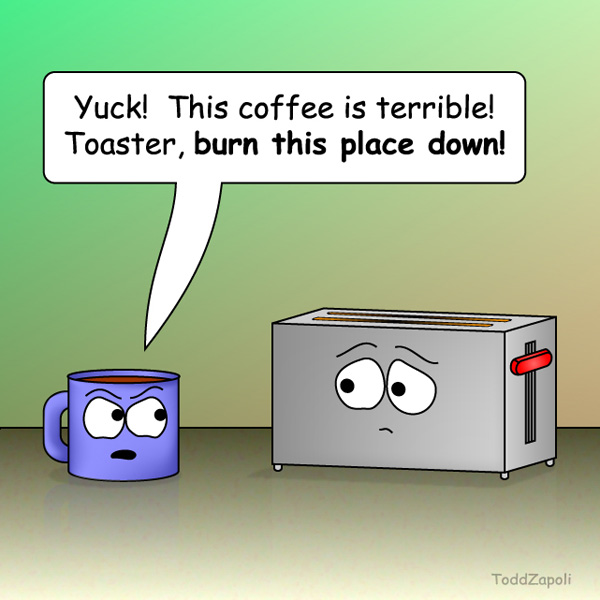 Yuck!  This coffee is terrible!
Toaster, burn this place down!
ToddZapoli